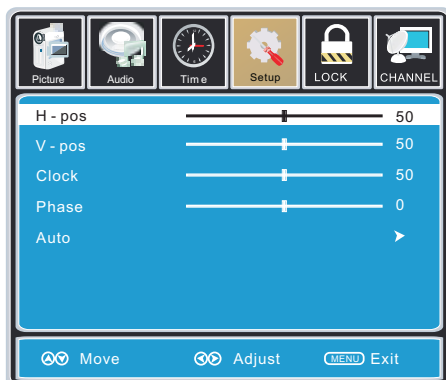 Picture Audio Time Setup LOCK CHANNEL
H - pos 50
V - pos 50
Clock 50
Phase 0
Auto
Move Adjust MENU Exit